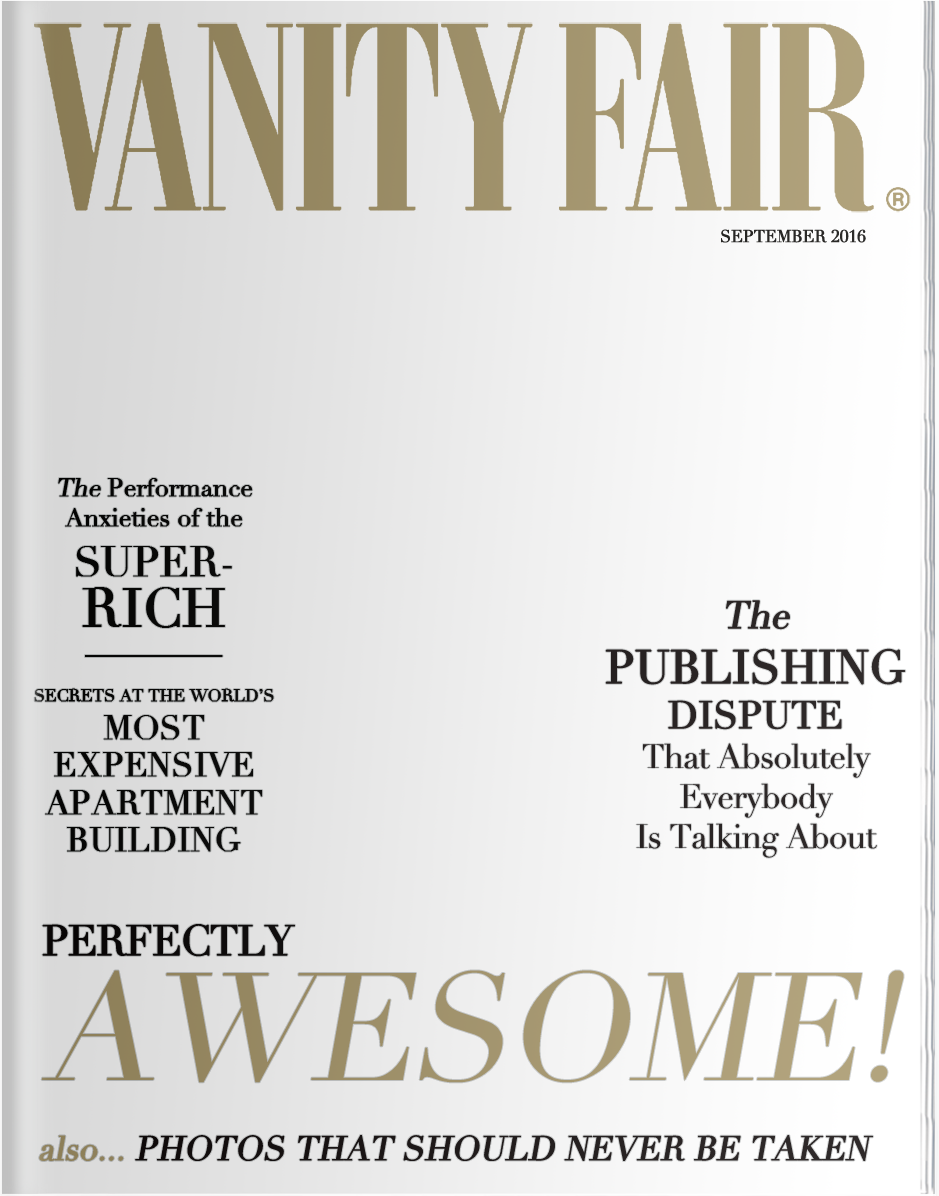 VANITY FAIR®
SEPTEMBER 2016
The Performance
Anxieties of the
SUPER-
RICH
SECRETS AT THE WORLD'S
MOST
EXPENSIVE
APARTMENT
BUILDING
The
PUBLISHING
DISPUTE
That Absolutely
Everybody
Is Talking About
PERFECTLY
AWESOME!
also... PHOTOS THAT SHOULD NEVER BE TAKEN